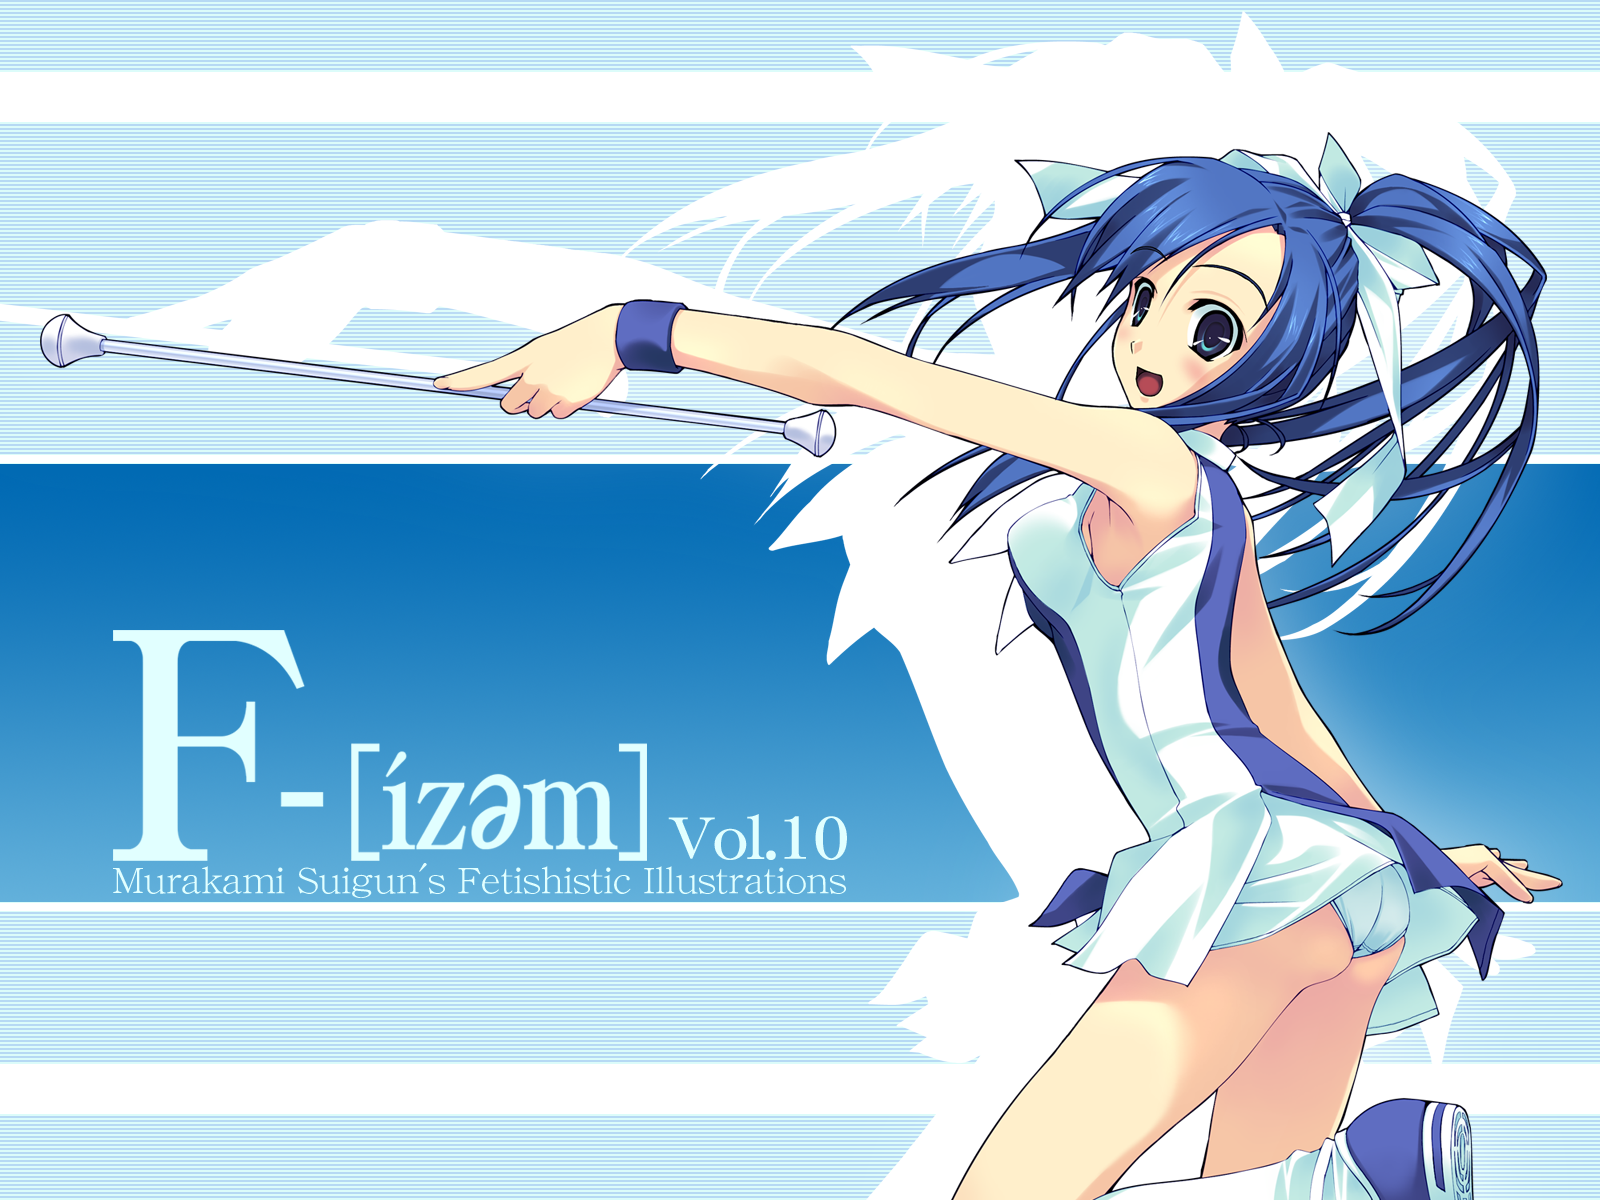 F-[ízəm] Vol.10
Murakami Suigun´s Fetishistic Illustrations